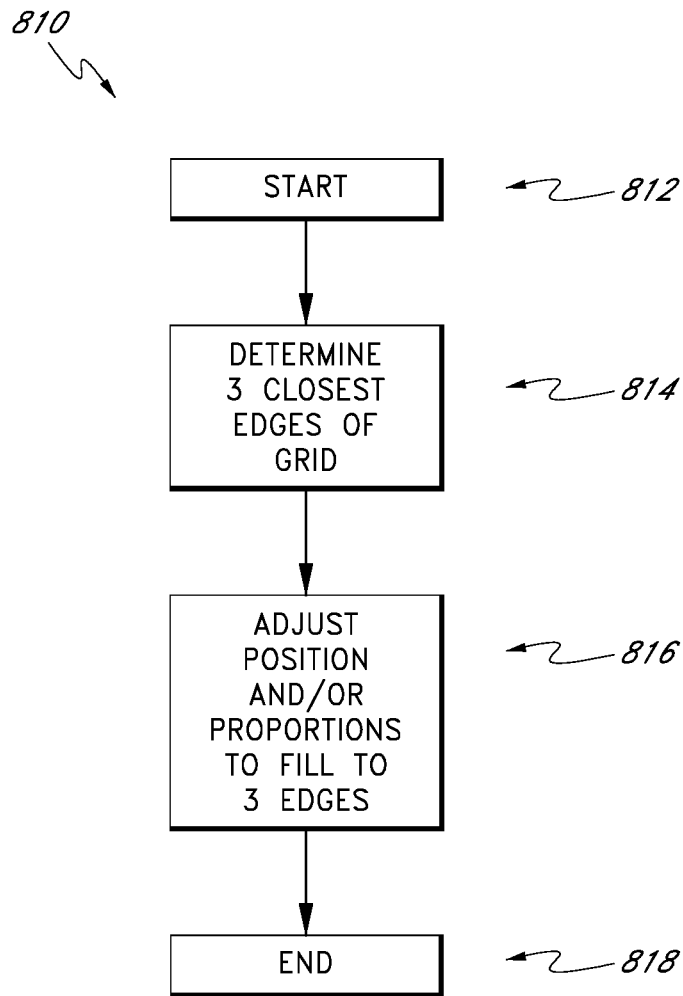 810
START
812
DETERMINE
3 CLOSEST
EDGES OF
GRID
814
ADJUST
POSITION
AND/OR
PROPORTIONS
TO FILL TO
3 EDGES
816
END
818